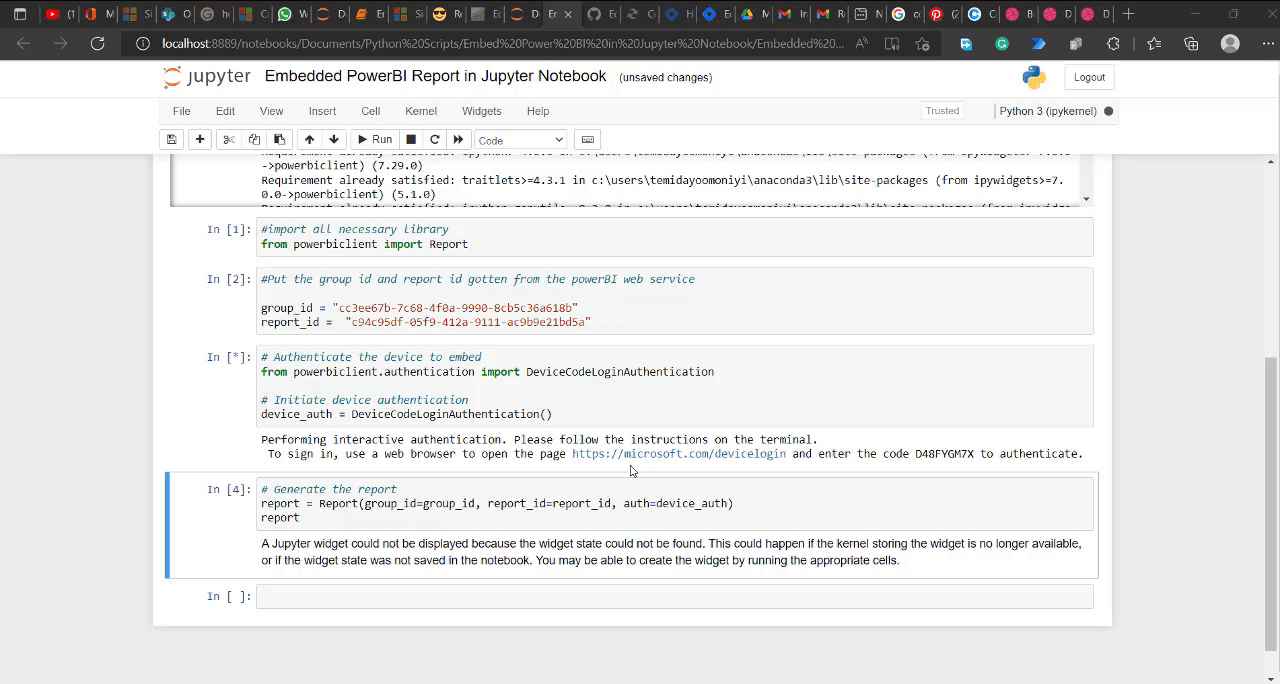 localhost:8889/notebooks/Documents/Python%20Scripts/Embed%20Power%20BI%20in%20Jupyter%20Notebook/Embedded%20...
jupyter Embedded PowerBI Report in Jupyter Notebook (unsaved changes) Logout
File Edit View Insert Cell Kernel Widgets Help Trusted Python 3 (ipykernel)
Run Code
->powerbiclient) (7.29.0)
Requirement already satisfied: traitlets>=4.3.1 in c:\users\temidayoomoniyi\anaconda3\lib\site-packages (from ipywidgets>=7.
0.0->powerbiclient) (5.1.0)
In [1]: #import all necessary library
from powerbiclient import Report
In [2]: #Put the group id and report id gotten from the powerBI web service
group_id = "cc3ee67b-7c68-4f0a-9990-8cb5c36a618b"
report_id = "c94c95df-05f9-412a-9111-ac9b9e21bd5a"
In [*]: # Authenticate the device to embed
from powerbiclient.authentication import DeviceCodeLoginAuthentication
# Initiate device authentication
device_auth = DeviceCodeLoginAuthentication()
Performing interactive authentication. Please follow the instructions on the terminal.
To sign in, use a web browser to open the page https://microsoft.com/devicelogin and enter the code D48FYGM7X to authenticate.
In [4]: # Generate the report
report = Report(group_id=group_id, report_id=report_id, auth=device_auth)
report
A Jupyter widget could not be displayed because the widget state could not be found. This could happen if the kernel storing the widget is no longer available,
or if the widget state was not saved in the notebook. You may be able to create the widget by running the appropriate cells.
In [ ]: